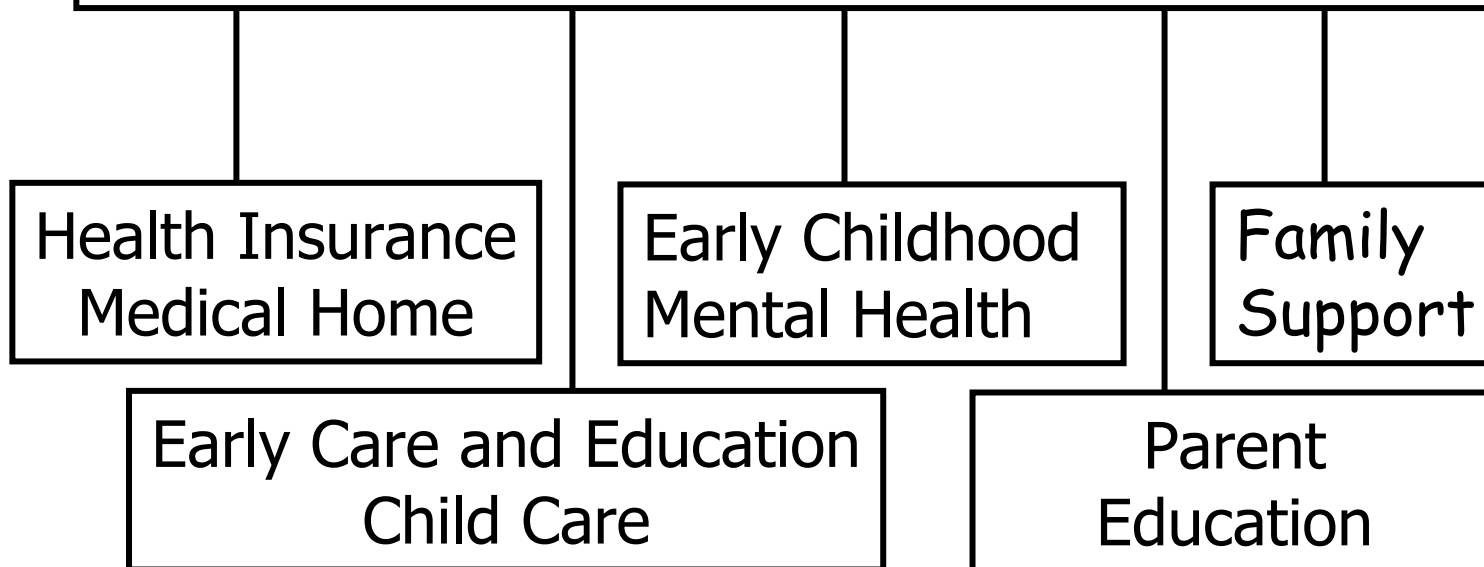 Health Insurance
Medical Home
Early Childhood
Mental Health
Family
Support
Early Care and Education
Child Care
Parent
Education